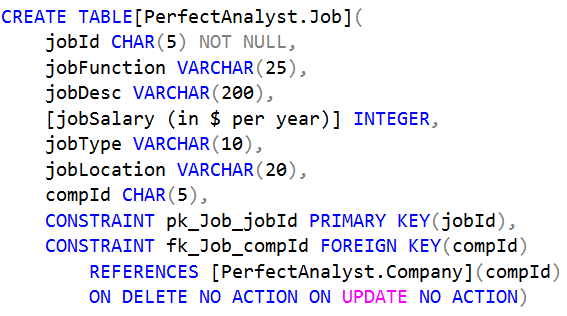 CREATE TABLE[PerfectAnalyst.Job](
jobId CHAR(5) NOT NULL,
jobFunction VARCHAR(25),
jobDesc VARCHAR(200),
[jobSalary (in $ per year)] INTEGER,
jobType VARCHAR(10),
jobLocation VARCHAR(20),
compId CHAR(5),
CONSTRAINT pk_Job_jobId PRIMARY KEY(jobId),
CONSTRAINT fk_Job_compId FOREIGN KEY(compId)
REFERENCES [PerfectAnalyst.Company](compId)
ON DELETE NO ACTION ON UPDATE NO ACTION)